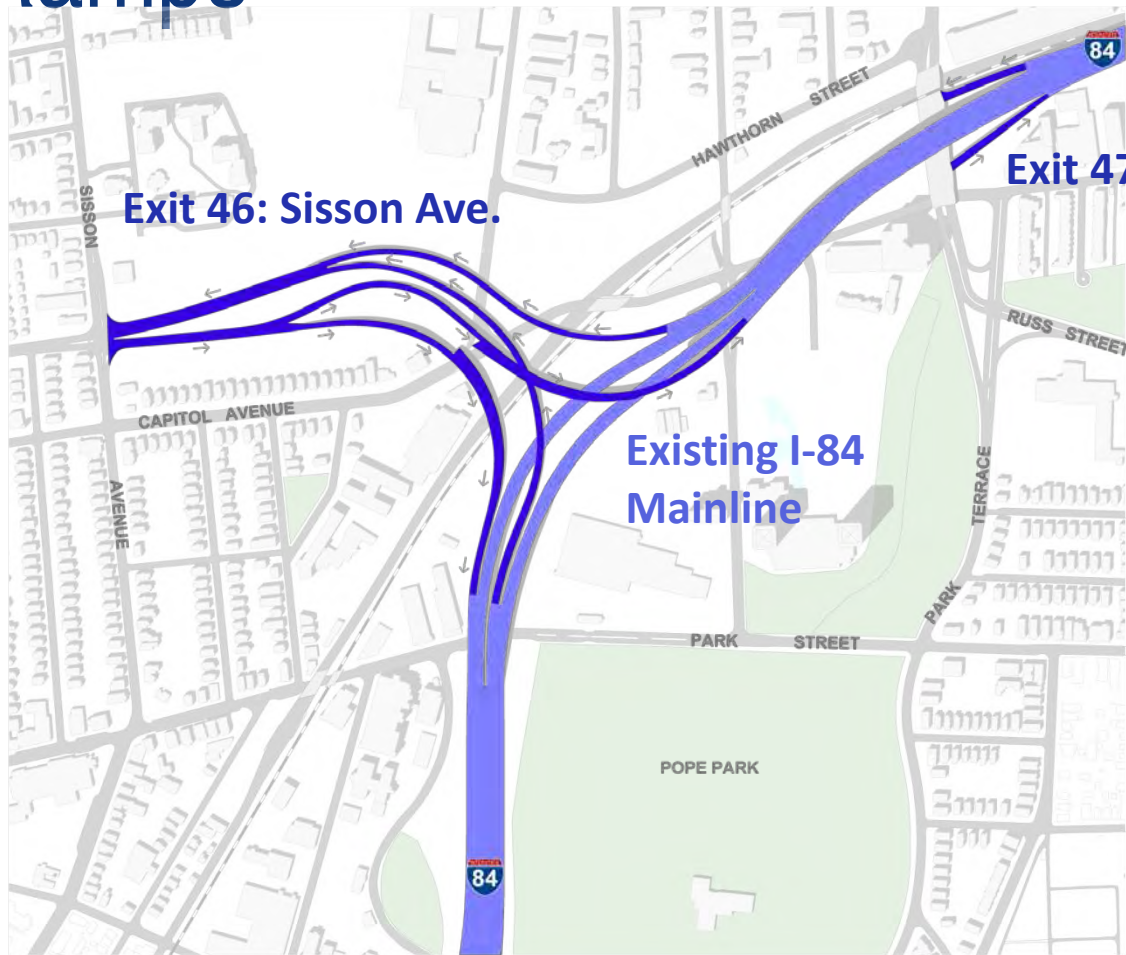 84
HAWTHORN STREET
Exit 47
SISSON
Exit 46: Sisson Ave.
RUSS STREET
CAPITOL AVENUE
Existing I-84
Mainline
AVENUE
TERRACE
PARK
PARK STREET
POPE PARK
84